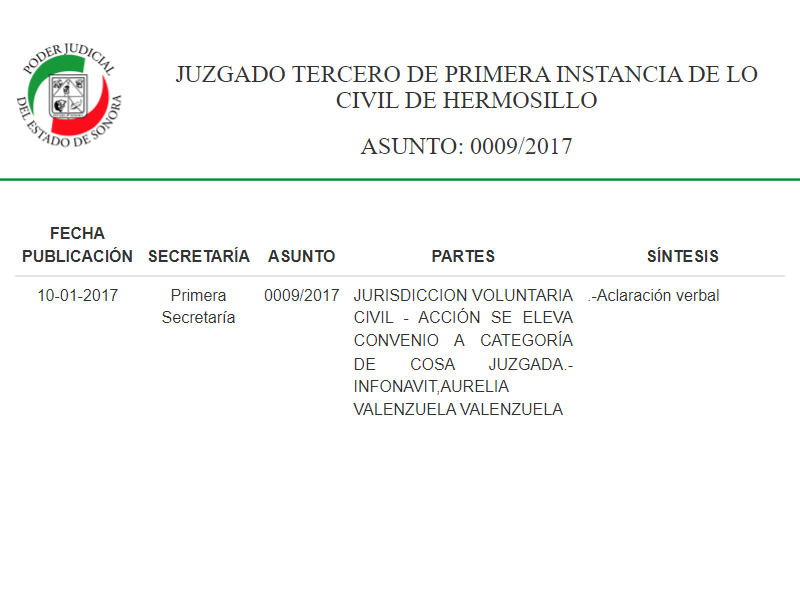 PODER JUDICIAL
DEL ESTADO DE SONORA
JUZGADO TERCERO DE PRIMERA INSTANCIA DE LO
CIVIL DE HERMOSILLO
ASUNTO: 0009/2017
FECHA
PUBLICACIÓN SECRETARÍA ASUNTO PARTES SÍNTESIS
10-01-2017 Primera 0009/2017 JURISDICCION VOLUNTARIA .-Aclaración verbal
Secretaría CIVIL - ACCIÓN SE ELEVA
CONVENIO A CATEGORÍA
DE COSA JUZGADA.-
INFONAVIT,AURELIA
VALENZUELA VALENZUELA